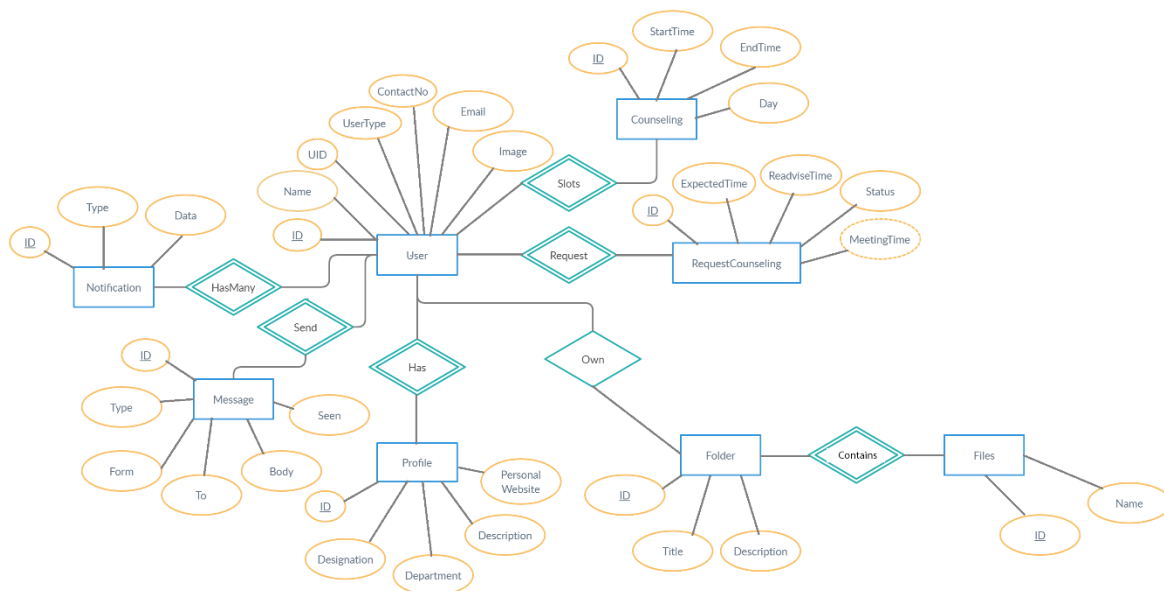 StartTime
EndTime
ID
Day
Counseling
ContactNo
Email
UserType
Image
UID
Slots
Name
ID
User
ExpectedTime
ReadviseTime
Status
ID
MeetingTime
Request
RequestCounseling
Type
Data
ID
Notification
HasMany
Send
ID
Type
Message
Seen
Form
To
Body
Has
Own
Profile
Personal
Website
ID
Description
Designation
Department
Folder
Contains
Files
ID
Title
Description
Name
ID